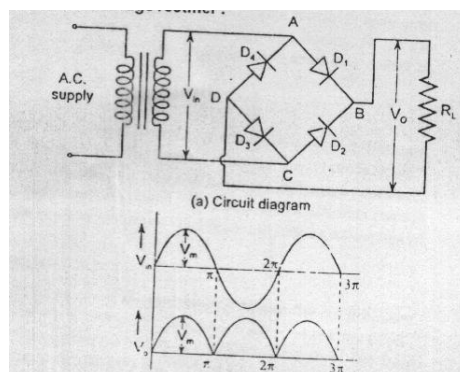 A
D₄
D₁
A.C.
supply
Vin
D
B
Vo
RL
D₃
D₂
C
(a) Circuit diagram
Vin
Vm
π
2π
3π
Vo
Vm
π
2π
3π